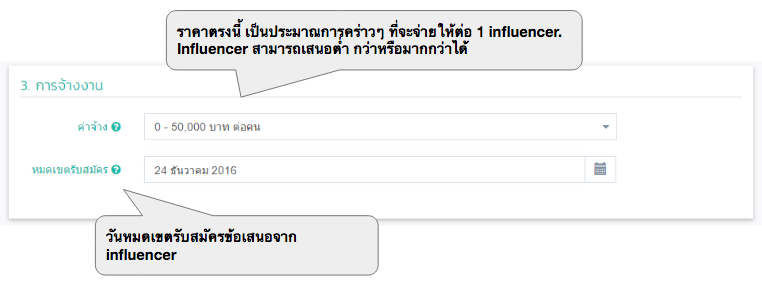 ราคาตรงนี้ เป็นประมาณการคร่าวๆ ที่จะจ่ายให้ต่อ 1 influencer.
Influencer สามารถเสนอต่ำ กว่าหรือมากกว่าได้
3. การจ้างงาน
ค่าจ้าง
0 - 50,000 บาท ต่อคน
หมดเขตรับสมัคร
24 ธันวาคม 2016
วันหมดเขตรับสมัครข้อเสนอจาก
influencer